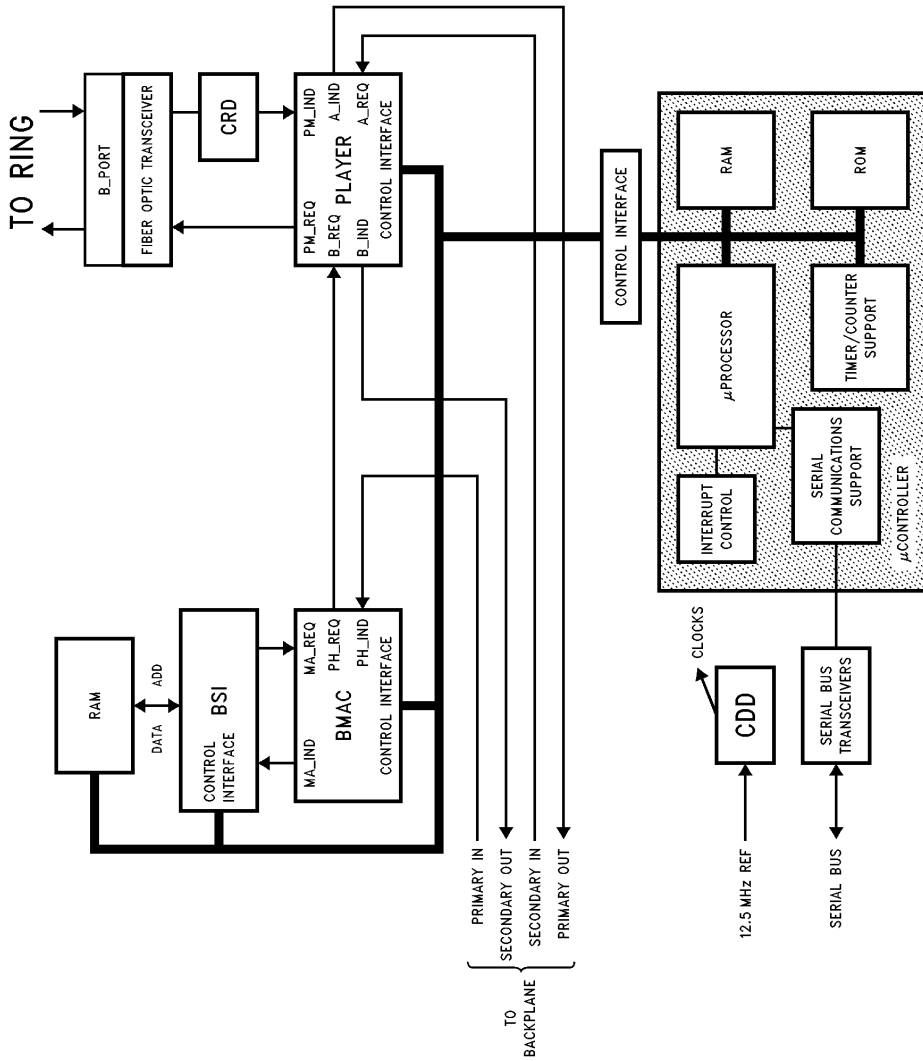 TO RING
B_PORT
FIBER OPTIC TRANSCEIVER
CRD
PM_REQ
PM_IND
B_REQ
A_IND
PLAYER
B_IND
A_REQ
CONTROL INTERFACE
RAM
DATA
ADD
BSI
CONTROL
INTERFACE
MA_IND
MA_REQ
PH_REQ
BMAC
PH_IND
CONTROL INTERFACE
TO
BACKPLANE
PRIMARY IN
SECONDARY OUT
SECONDARY IN
PRIMARY OUT
CONTROL INTERFACE
RAM
ROM
μPROCESSOR
TIMER/COUNTER
SUPPORT
INTERRUPT
CONTROL
SERIAL
COMMUNICATIONS
SUPPORT
μCONTROLLER
CLOCKS
CDD
12.5 MHz REF
SERIAL BUS
TRANSCEIVERS
SERIAL BUS